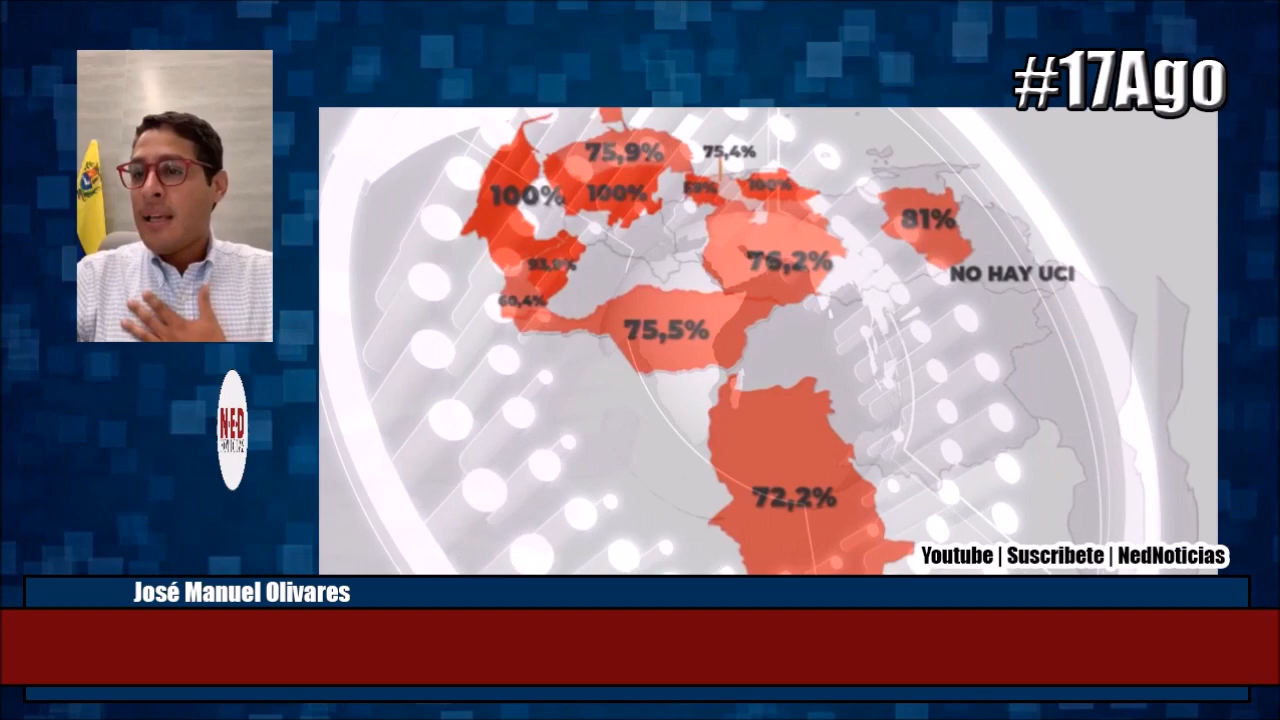 #17Ago
75,9%
75,4%
100%
100%
100%
81%
76,2%
NO HAY UCI
60,4%
75,5%
72,2%
NED
Youtube | Suscribete | NedNoticias
José Manuel Olivares